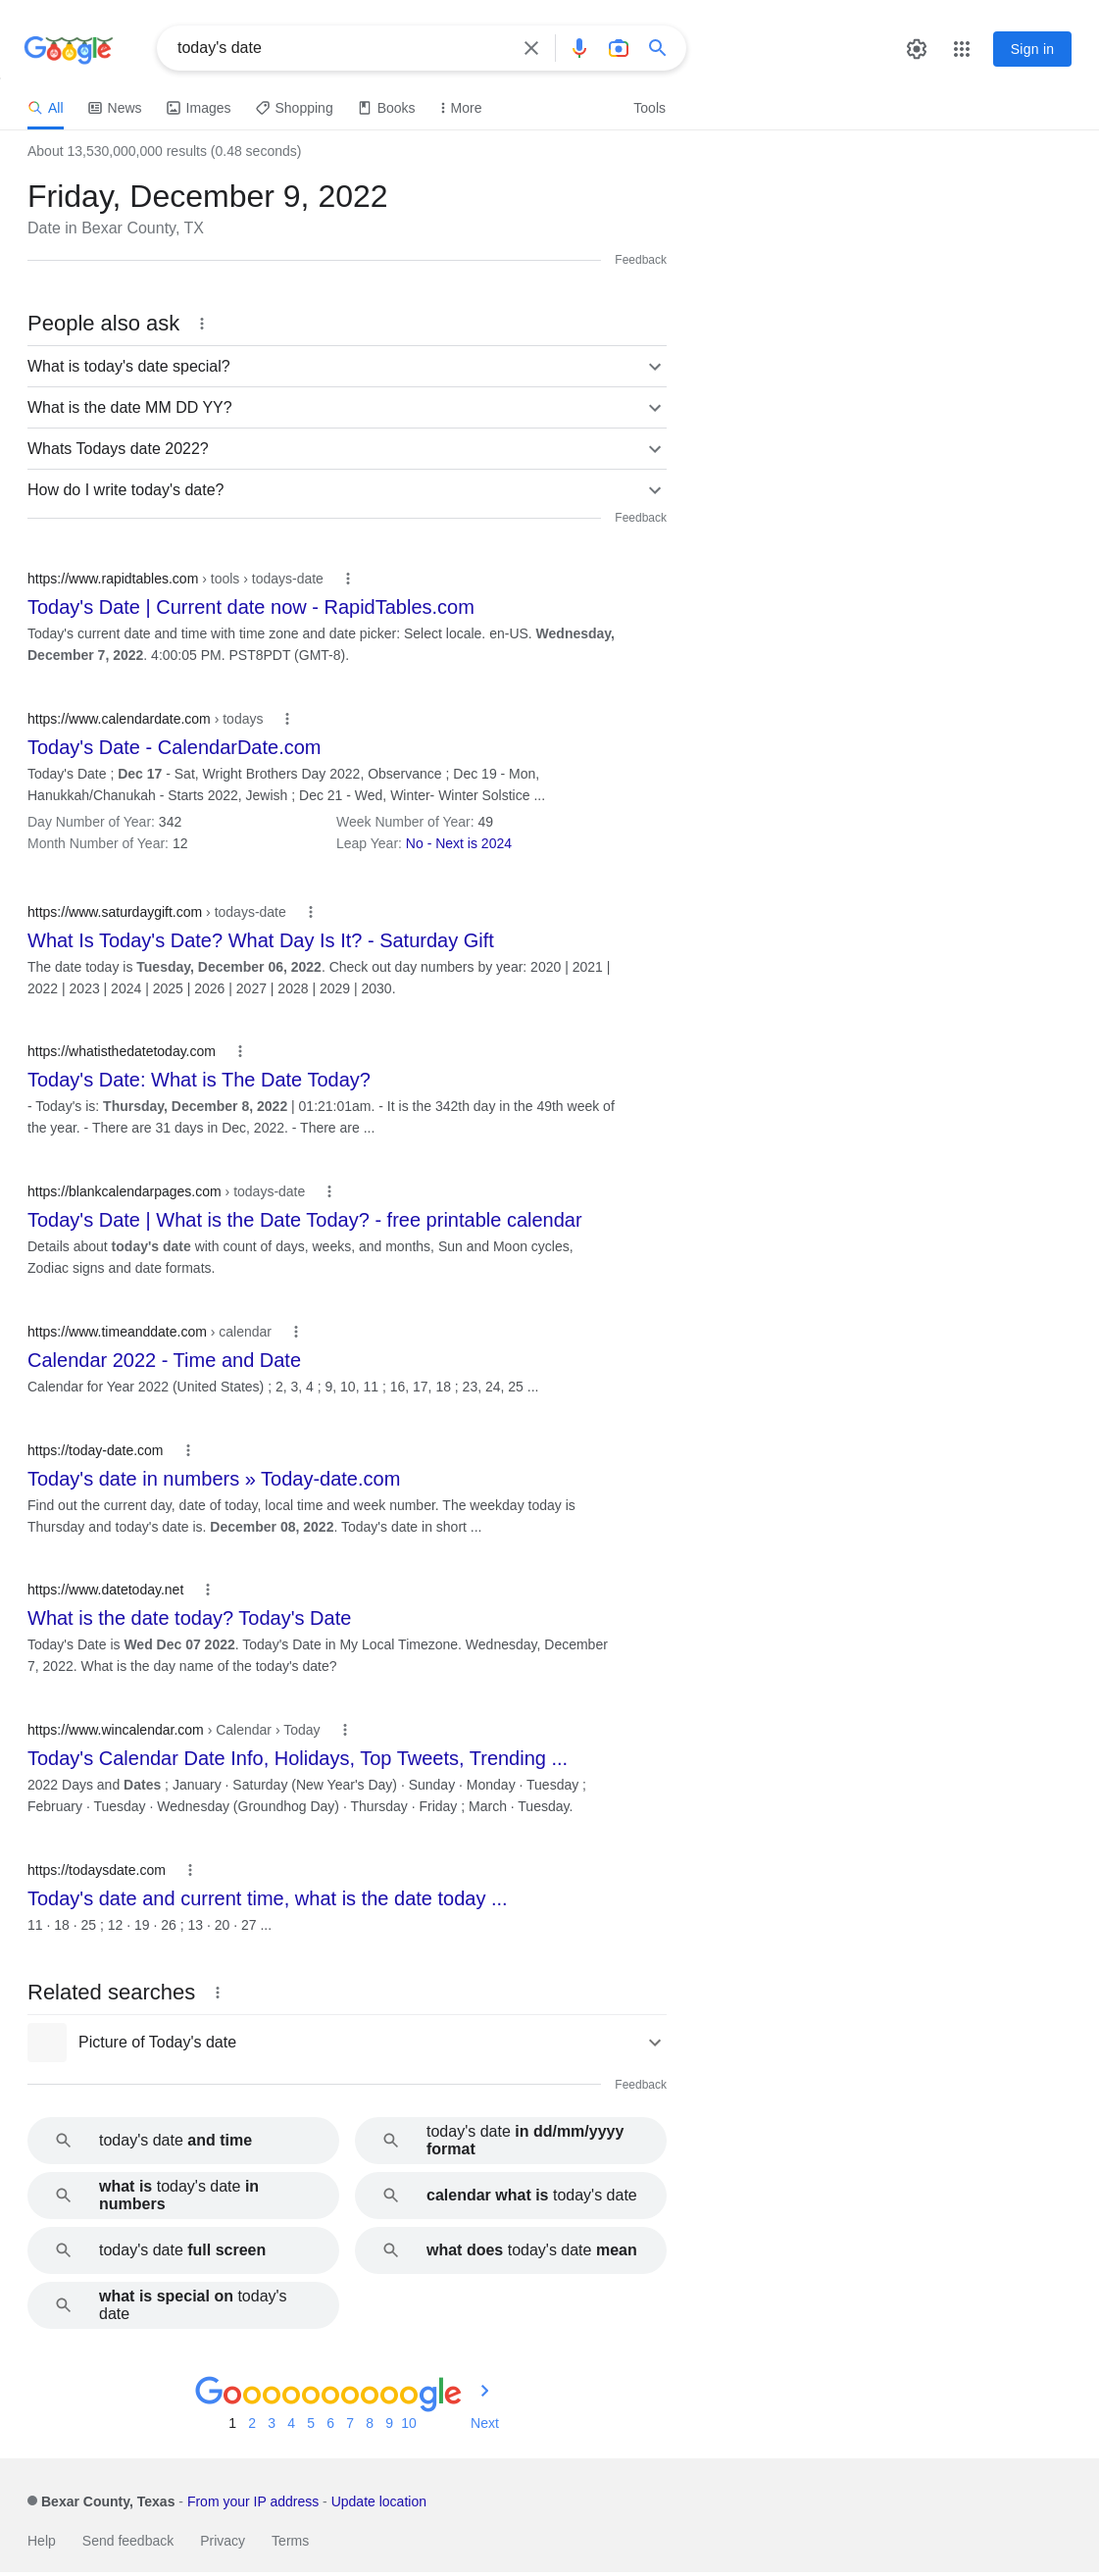 Google
today's date
Sign in
All
News
Images
Shopping
Books
More
Tools
About 13,530,000,000 results (0.48 seconds)
Friday, December 9, 2022
Date in Bexar County, TX
Feedback
People also ask
What is today's date special?
What is the date MM DD YY?
Whats Todays date 2022?
How do I write today's date?
Feedback
https://www.rapidtables.com › tools › todays-date
Today's Date | Current date now - RapidTables.com
Today's current date and time with time zone and date picker: Select locale. en-US. Wednesday,
December 7, 2022. 4:00:05 PM. PST8PDT (GMT-8).
https://www.calendardate.com › todays
Today's Date - CalendarDate.com
Today's Date ; Dec 17 - Sat, Wright Brothers Day 2022, Observance ; Dec 19 - Mon,
Hanukkah/Chanukah - Starts 2022, Jewish ; Dec 21 - Wed, Winter- Winter Solstice ...
Day Number of Year: 342
Week Number of Year: 49
Month Number of Year: 12
Leap Year: No - Next is 2024
https://www.saturdaygift.com › todays-date
What Is Today's Date? What Day Is It? - Saturday Gift
The date today is Tuesday, December 06, 2022. Check out day numbers by year: 2020 | 2021 |
2022 | 2023 | 2024 | 2025 | 2026 | 2027 | 2028 | 2029 | 2030.
https://whatisthedatetoday.com
Today's Date: What is The Date Today?
- Today's is: Thursday, December 8, 2022 | 01:21:01am. - It is the 342th day in the 49th week of
the year. - There are 31 days in Dec, 2022. - There are ...
https://blankcalendarpages.com › todays-date
Today's Date | What is the Date Today? - free printable calendar
Details about today's date with count of days, weeks, and months, Sun and Moon cycles,
Zodiac signs and date formats.
https://www.timeanddate.com › calendar
Calendar 2022 - Time and Date
Calendar for Year 2022 (United States) ; 2, 3, 4 ; 9, 10, 11 ; 16, 17, 18 ; 23, 24, 25 ...
https://today-date.com
Today's date in numbers » Today-date.com
Find out the current day, date of today, local time and week number. The weekday today is
Thursday and today's date is. December 08, 2022. Today's date in short ...
https://www.datetoday.net
What is the date today? Today's Date
Today's Date is Wed Dec 07 2022. Today's Date in My Local Timezone. Wednesday, December
7, 2022. What is the day name of the today's date?
https://www.wincalendar.com › Calendar › Today
Today's Calendar Date Info, Holidays, Top Tweets, Trending ...
2022 Days and Dates ; January · Saturday (New Year's Day) · Sunday · Monday · Tuesday ;
February · Tuesday · Wednesday (Groundhog Day) · Thursday · Friday ; March · Tuesday.
https://todaysdate.com
Today's date and current time, what is the date today ...
11 · 18 · 25 ; 12 · 19 · 26 ; 13 · 20 · 27 ...
Related searches
Picture of Today's date
Feedback
today's date and time
today's date in dd/mm/yyyy
format
what is today's date in
numbers
calendar what is today's date
today's date full screen
what does today's date mean
what is special on today's
date
Goooooooooogle
1 2 3 4 5 6 7 8 9 10 Next
Bexar County, Texas - From your IP address - Update location
Help Send feedback Privacy Terms